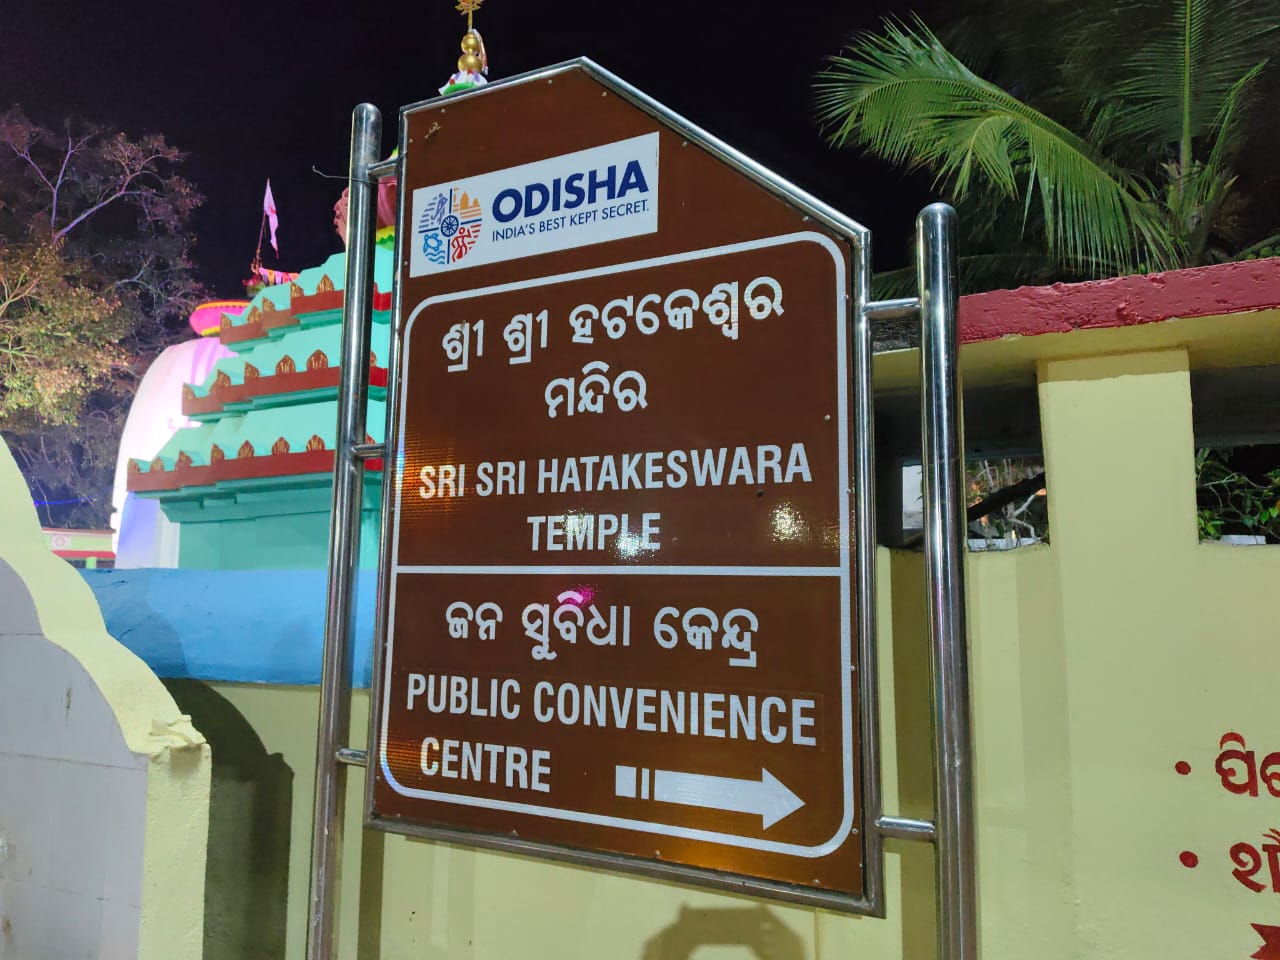 ODISHA
INDIA'S BEST KEPT SECRET.
ଶ୍ରୀ ଶ୍ରୀ ହଟକେଶ୍ୱର
ମନ୍ଦିର
SRI SRI HATAKESWARA
TEMPLE
ଜନ ସୁବିଧା କେନ୍ଦ୍ର
PUBLIC CONVENIENCE
CENTRE